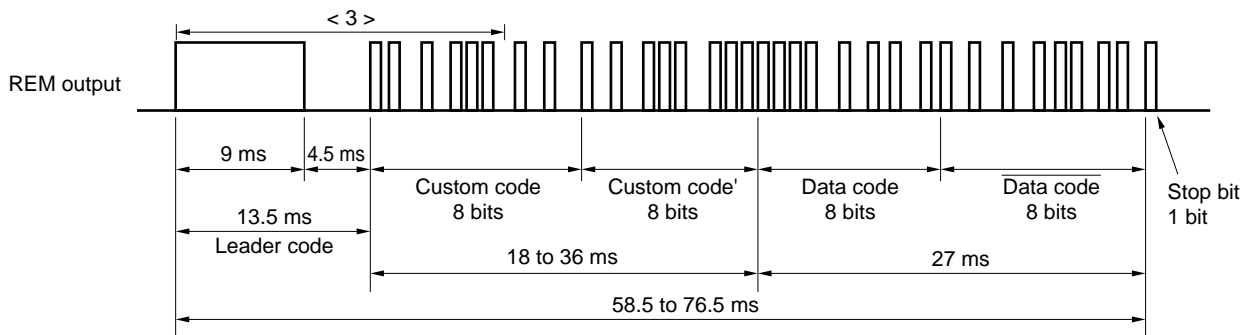 < 3 >
REM output
9 ms
4.5 ms
Custom code
8 bits
Custom code'
8 bits
Data code
8 bits
Data code
8 bits
Stop bit
1 bit
13.5 ms
Leader code
18 to 36 ms
27 ms
58.5 to 76.5 ms